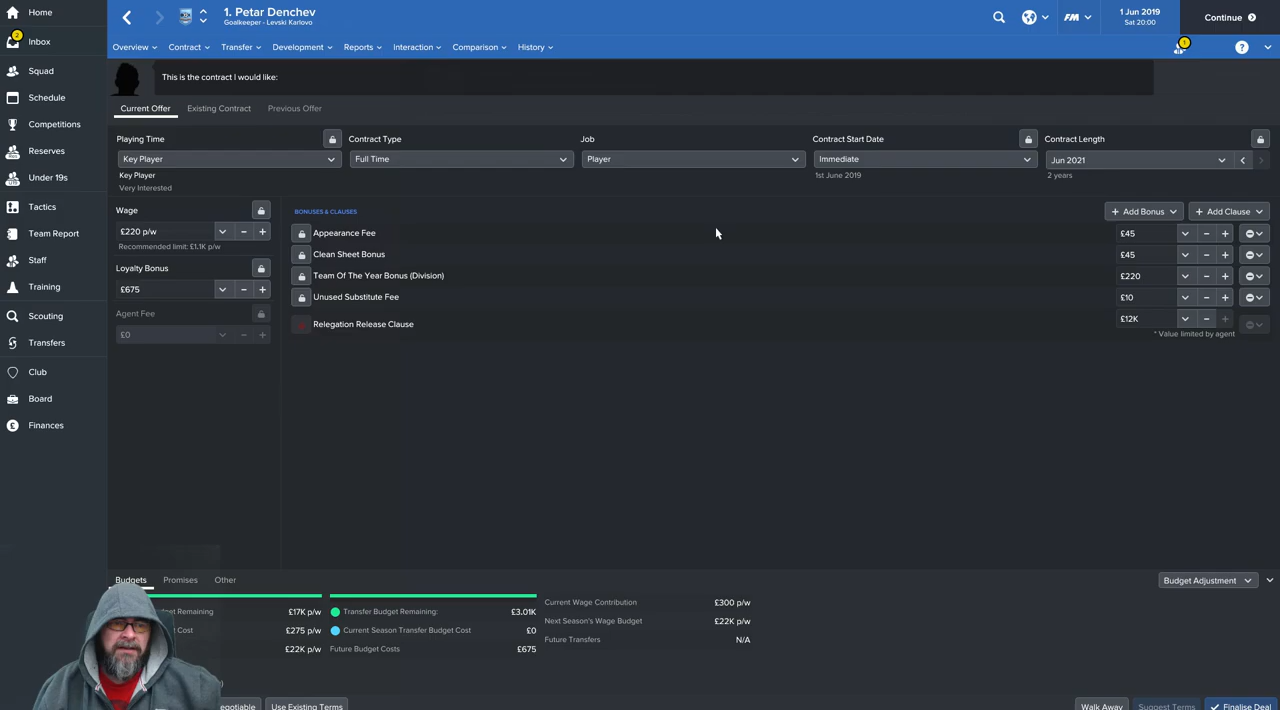 Home
2
Inbox
Squad
Schedule
Competitions
Reserves
Under 19s
Tactics
Team Report
Staff
Training
Scouting
Transfers
Club
Board
Finances
1. Petar Denchev
Goalkeeper - Levski Karlovo
FM
1 Jun 2019
Sat 20:00
Continue
Overview Contract Transfer Development Reports Interaction Comparison History
1
?
This is the contract I would like:
Current Offer Existing Contract Previous Offer
Playing Time Contract Type Job Contract Start Date Contract Length
Key Player Full Time Player Immediate Jun 2021
Key Player 1st June 2019 2 years
Very Interested
Wage
£220 p/w
Recommended limit: £1.1K p/w
Loyalty Bonus
£675
Agent Fee
£0
BONUSES & CLAUSES Add Bonus Add Clause
Appearance Fee £45
Clean Sheet Bonus £45
Team Of The Year Bonus (Division) £220
Unused Substitute Fee £10
Relegation Release Clause £12K
* Value limited by agent
Budgets Promises Other Budget Adjustment
Remaining £17K p/w Transfer Budget Remaining: £3.01K Current Wage Contribution £300 p/w
Cost £275 p/w Current Season Transfer Budget Cost £0 Next Season's Wage Budget £22K p/w
£22K p/w Future Budget Costs £675 Future Transfers N/A
Use Existing Terms Walk Away Suggest Terms Finalise Deal